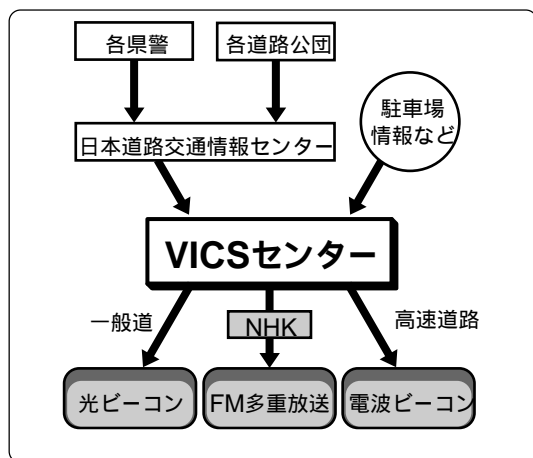 各県警
各道路公団
日本道路交通情報センター
駐車場
情報など
VICSセンター
一般道
NHK
高速道路
光ビーコン
FM多重放送
電波ビーコン